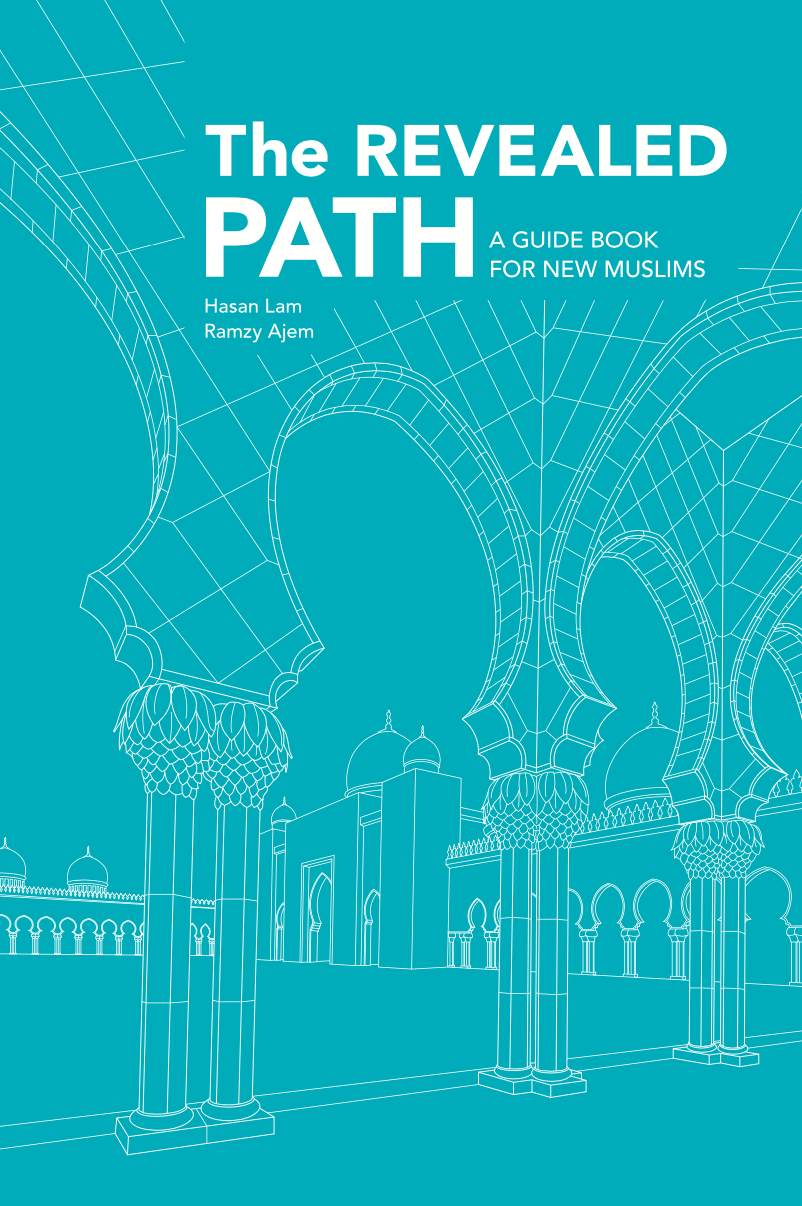 The REVEALED
PATH
A GUIDE BOOK
FOR NEW MUSLIMS
Hasan Lam
Ramzy Ajem